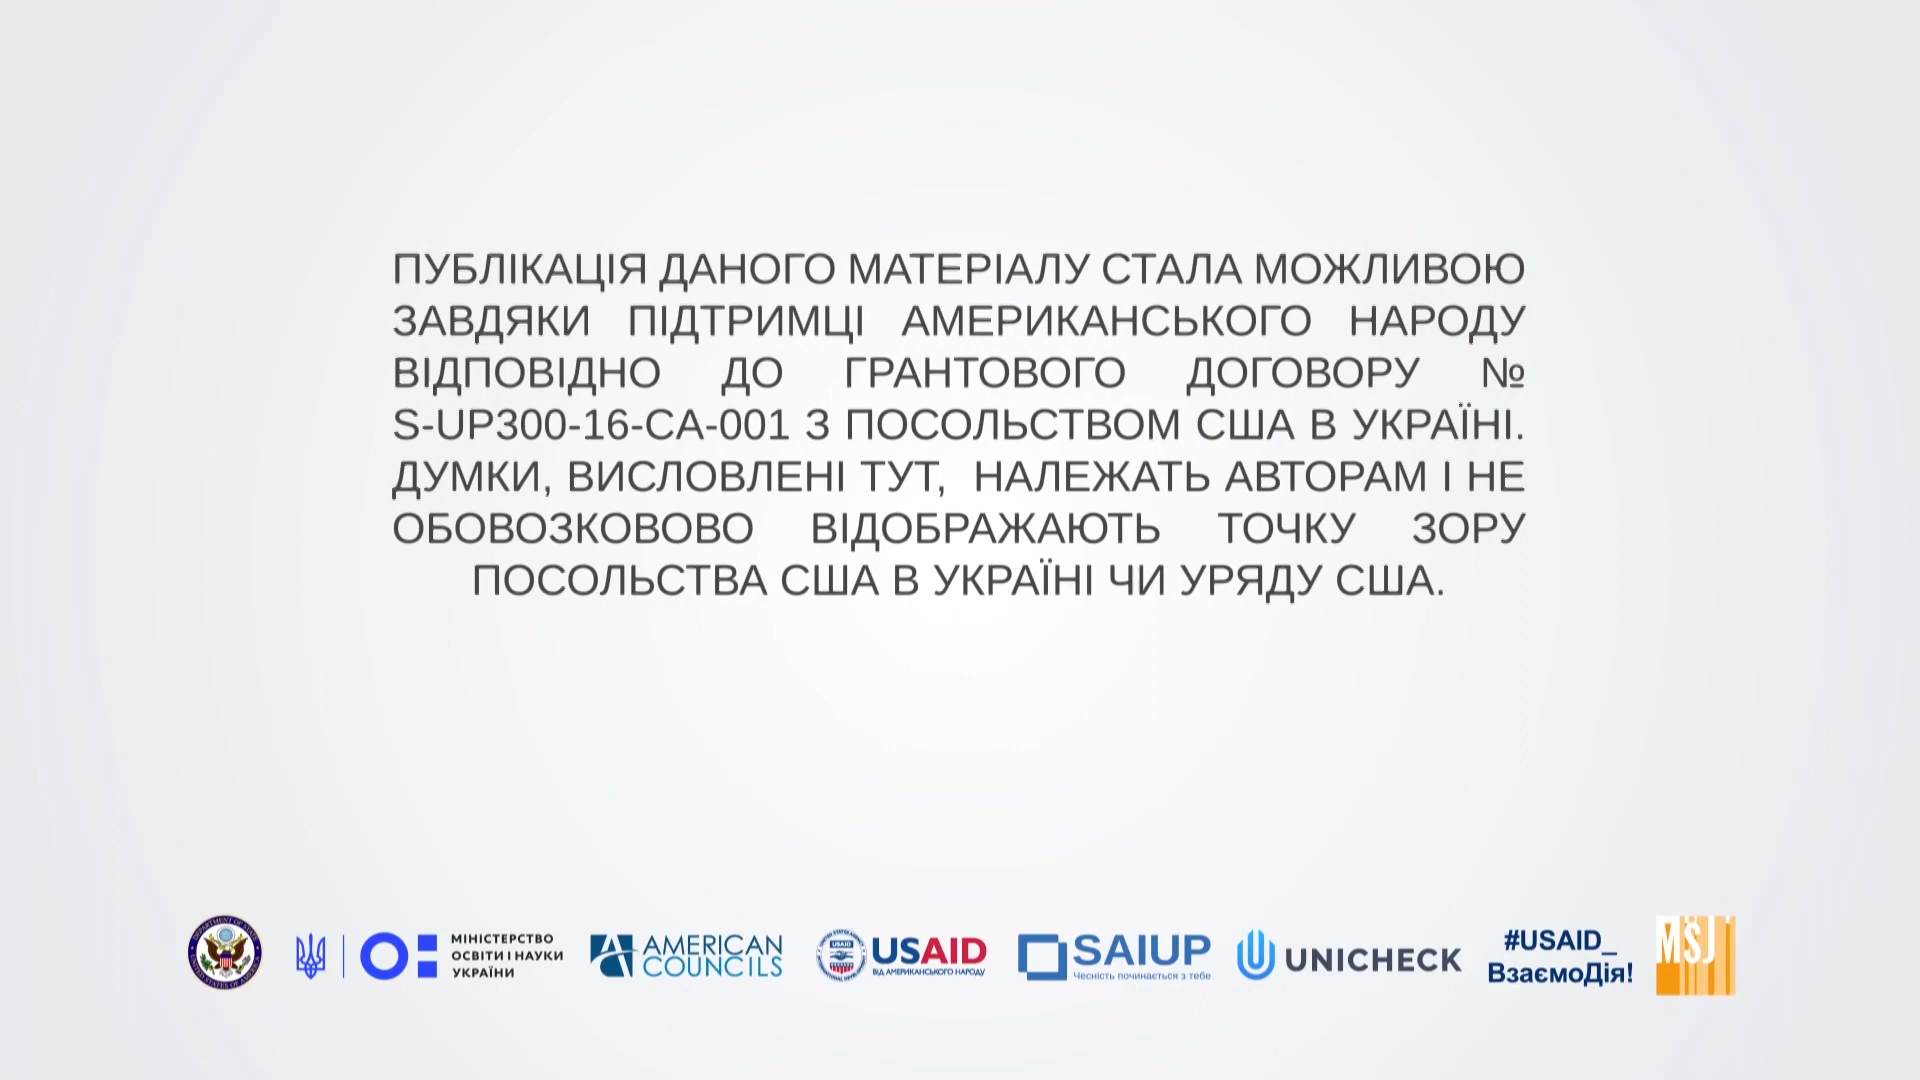 ПУБЛІКАЦІЯ ДАНОГО МАТЕРІАЛУ СТАЛА МОЖЛИВОЮ
ЗАВДЯКИ ПІДТРИМЦІ АМЕРИКАНСЬКОГО НАРОДУ
ВІДПОВІДНО ДО ГРАНТОВОГО ДОГОВОРУ №
S-UP300-16-CA-001 З ПОСОЛЬСТВОМ США В УКРАЇНІ.
ДУМКИ, ВИСЛОВЛЕНІ ТУТ, НАЛЕЖАТЬ АВТОРАМ І НЕ
ОБОВОЗКОВОВО ВІДОБРАЖАЮТЬ ТОЧКУ ЗОРУ
ПОСОЛЬСТВА США В УКРАЇНІ ЧИ УРЯДУ США.
МІНІСТЕРСТВО
ОСВІТИ І НАУКИ
УКРАЇНИ
AMERICAN
COUNCILS
USAID
ВІД АМЕРИКАНСЬКОГО НАРОДУ
SAIUP
Чесність починається з тебе
UNICHECK
#USAID_
ВзаємоДія!
MSJ